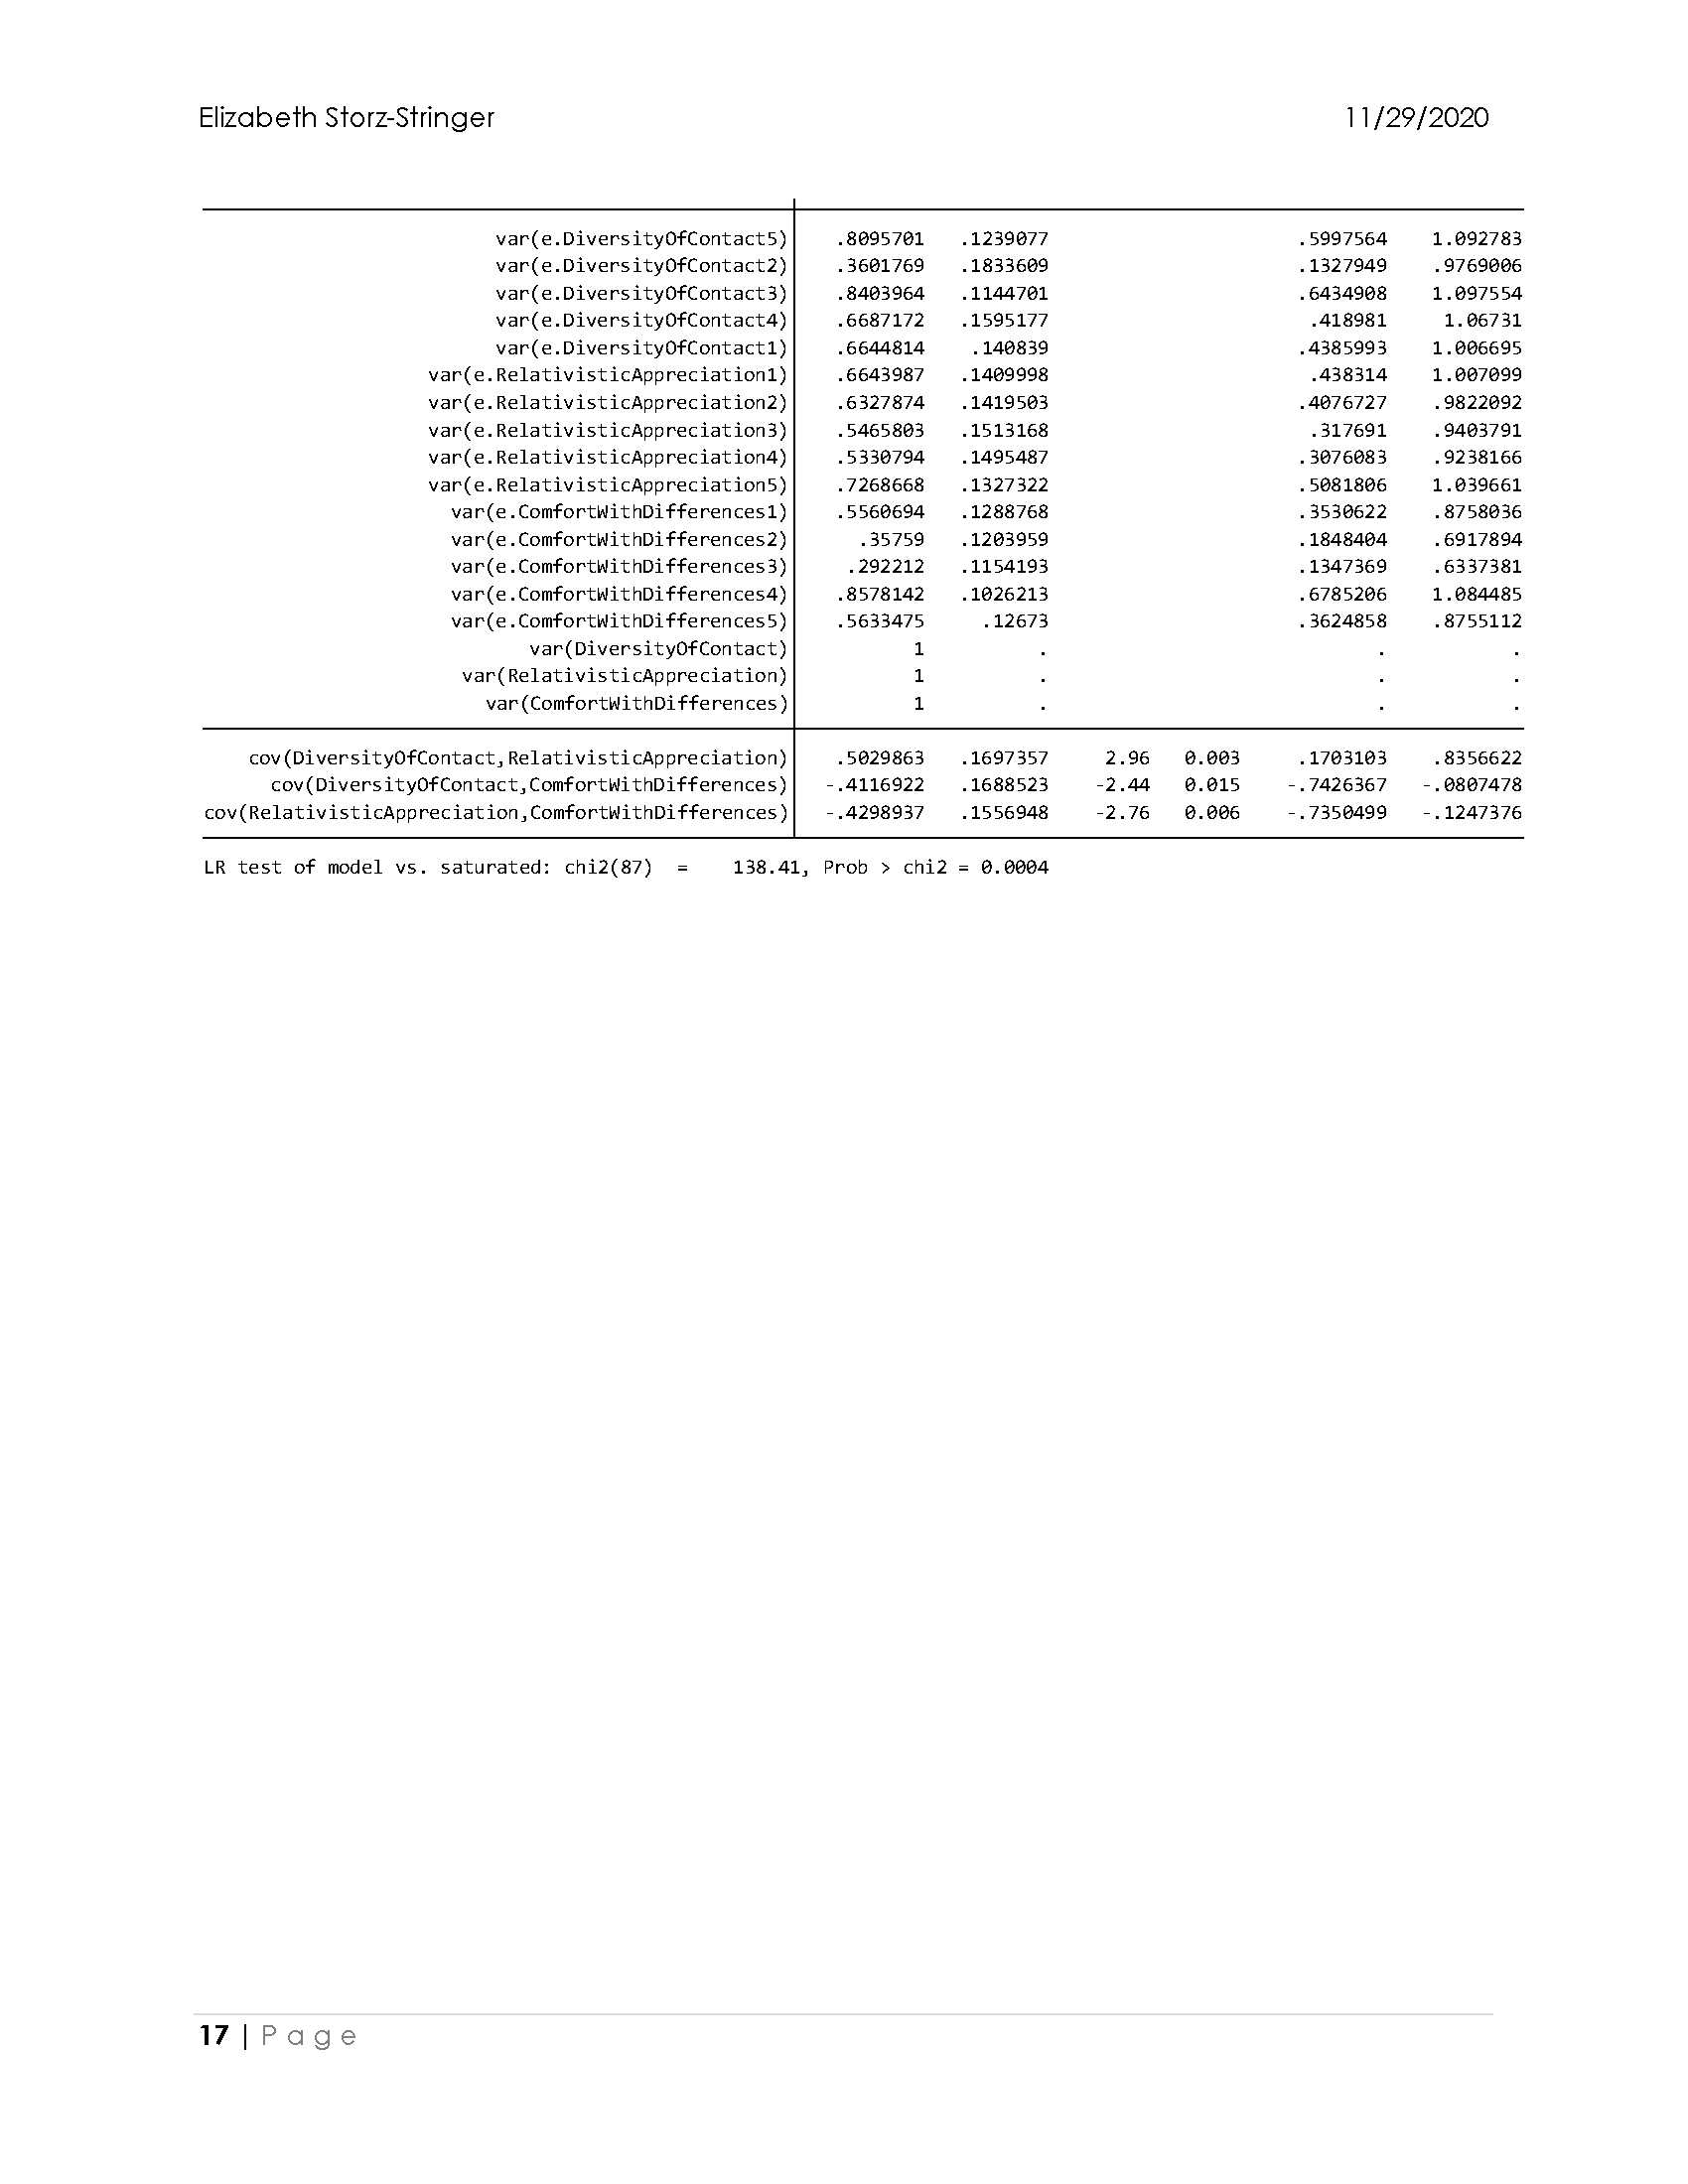 Elizabeth Storz-Stringer 11/29/2020
var(e.DiversityOfContact5) .8095701 .1239077 .5997564 1.092783
var(e.DiversityOfContact2) .3601769 .1833609 .1327949 .9769006
var(e.DiversityOfContact3) .8403964 .1144701 .6434908 1.097554
var(e.DiversityOfContact4) .6687172 .1595177 .418981 1.06731
var(e.DiversityOfContact1) .6644814 .140839 .4385993 1.006695
var(e.RelativisticAppreciation1) .6643987 .1409998 .438314 1.007099
var(e.RelativisticAppreciation2) .6327874 .1419503 .4076727 .9822092
var(e.RelativisticAppreciation3) .5465803 .1513168 .317691 .9403791
var(e.RelativisticAppreciation4) .5330794 .1495487 .3076083 .9238166
var(e.RelativisticAppreciation5) .7268668 .1327322 .5081806 1.039661
var(e.ComfortWithDifferences1) .5560694 .1288768 .3530622 .8758036
var(e.ComfortWithDifferences2) .35759 .1203959 .1848404 .6917894
var(e.ComfortWithDifferences3) .292212 .1154193 .1347369 .6337381
var(e.ComfortWithDifferences4) .8578142 .1026213 .6785206 1.084485
var(e.ComfortWithDifferences5) .5633475 .12673 .3624858 .8755112
var(DiversityOfContact) 1 . . .
var(RelativisticAppreciation) 1 . . .
var(ComfortWithDifferences) 1 . . .
cov(DiversityOfContact,RelativisticAppreciation) .5029863 .1697357 2.96 0.003 .1703103 .8356622
cov(DiversityOfContact,ComfortWithDifferences) -.4116922 .1688523 -2.44 0.015 -.7426367 -.0807478
cov(RelativisticAppreciation,ComfortWithDifferences) -.4298937 .1556948 -2.76 0.006 -.7350499 -.1247376
LR test of model vs. saturated: chi2(87) = 138.41, Prob > chi2 = 0.0004
17 | P a g e